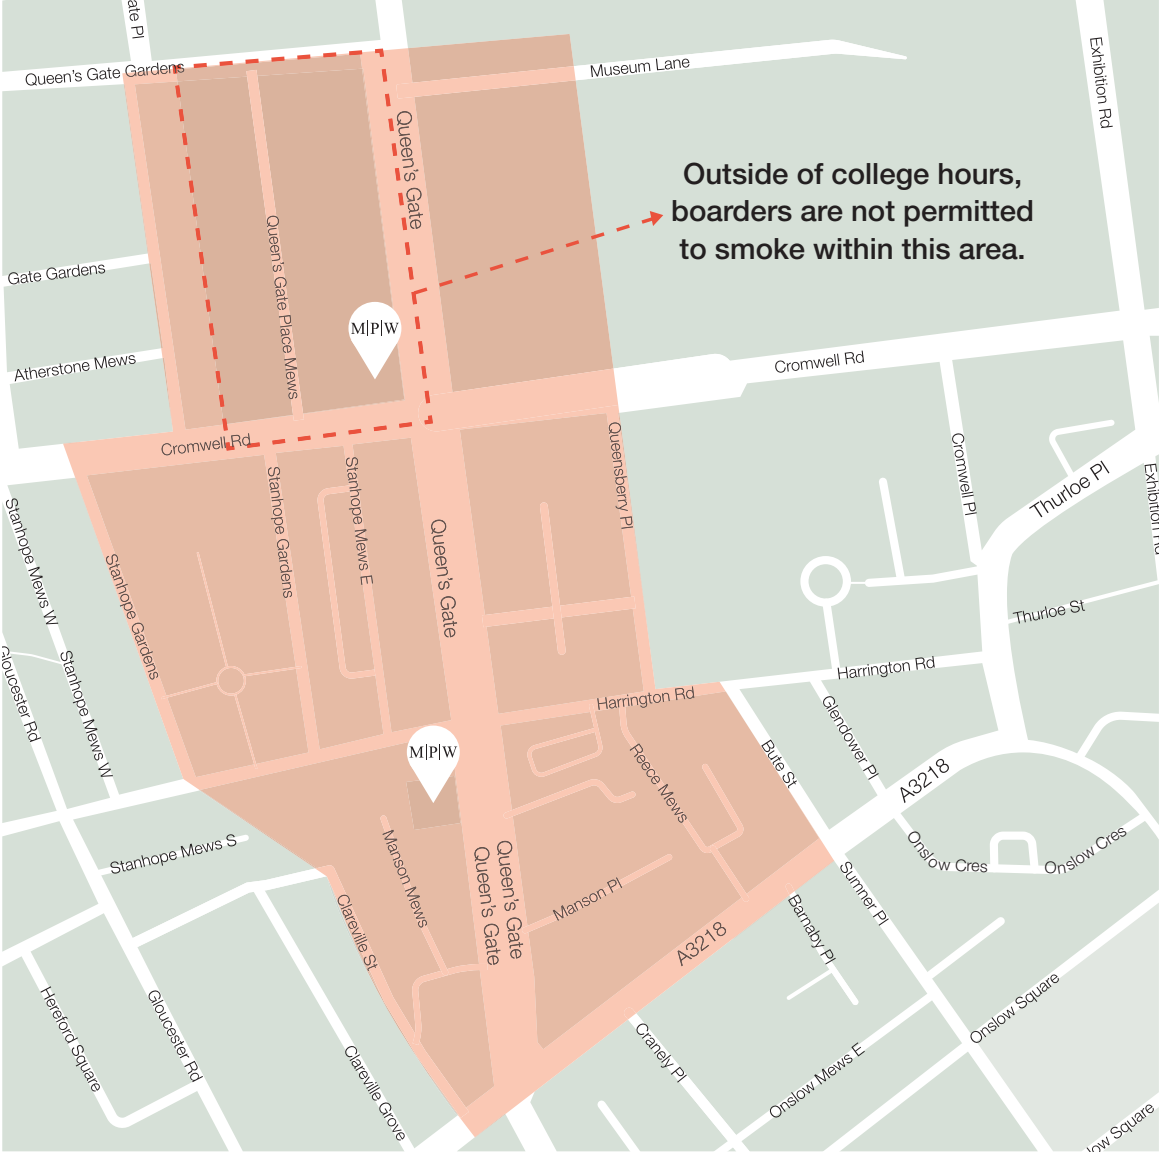 ate Pl
Queen's Gate Gardens
Museum Lane
Exhibition Rd
Queen's Gate
Outside of college hours,
boarders are not permitted
to smoke within this area.
Queen's Gate Place Mews
Gate Gardens
M|P|W
Atherstone Mews
Cromwell Rd
Cromwell Rd
Queensberry Pl
Cromwell Pl
Thurloe Pl
Exhibition Rd
Stanhope Mews W
Stanhope Gardens
Stanhope Gardens
Stanhope Mews E
Queen's Gate
Thurloe St
Gloucester Rd
Stanhope Mews W
Harrington Rd
Harrington Rd
Glendower Pl
Bute St
M|P|W
Reece Mews
A3218
Stanhope Mews S
Manson Mews
Queen's Gate
Queen's Gate
Manson Pl
Onslow Cres
Onslow Cres
Sumner Pl
Clareville St
A3218
Barnaby Pl
Hereford Square
Gloucester Rd
Clareville Grove
Cranely Pl
Onslow Mews E
Onslow Square
low Square